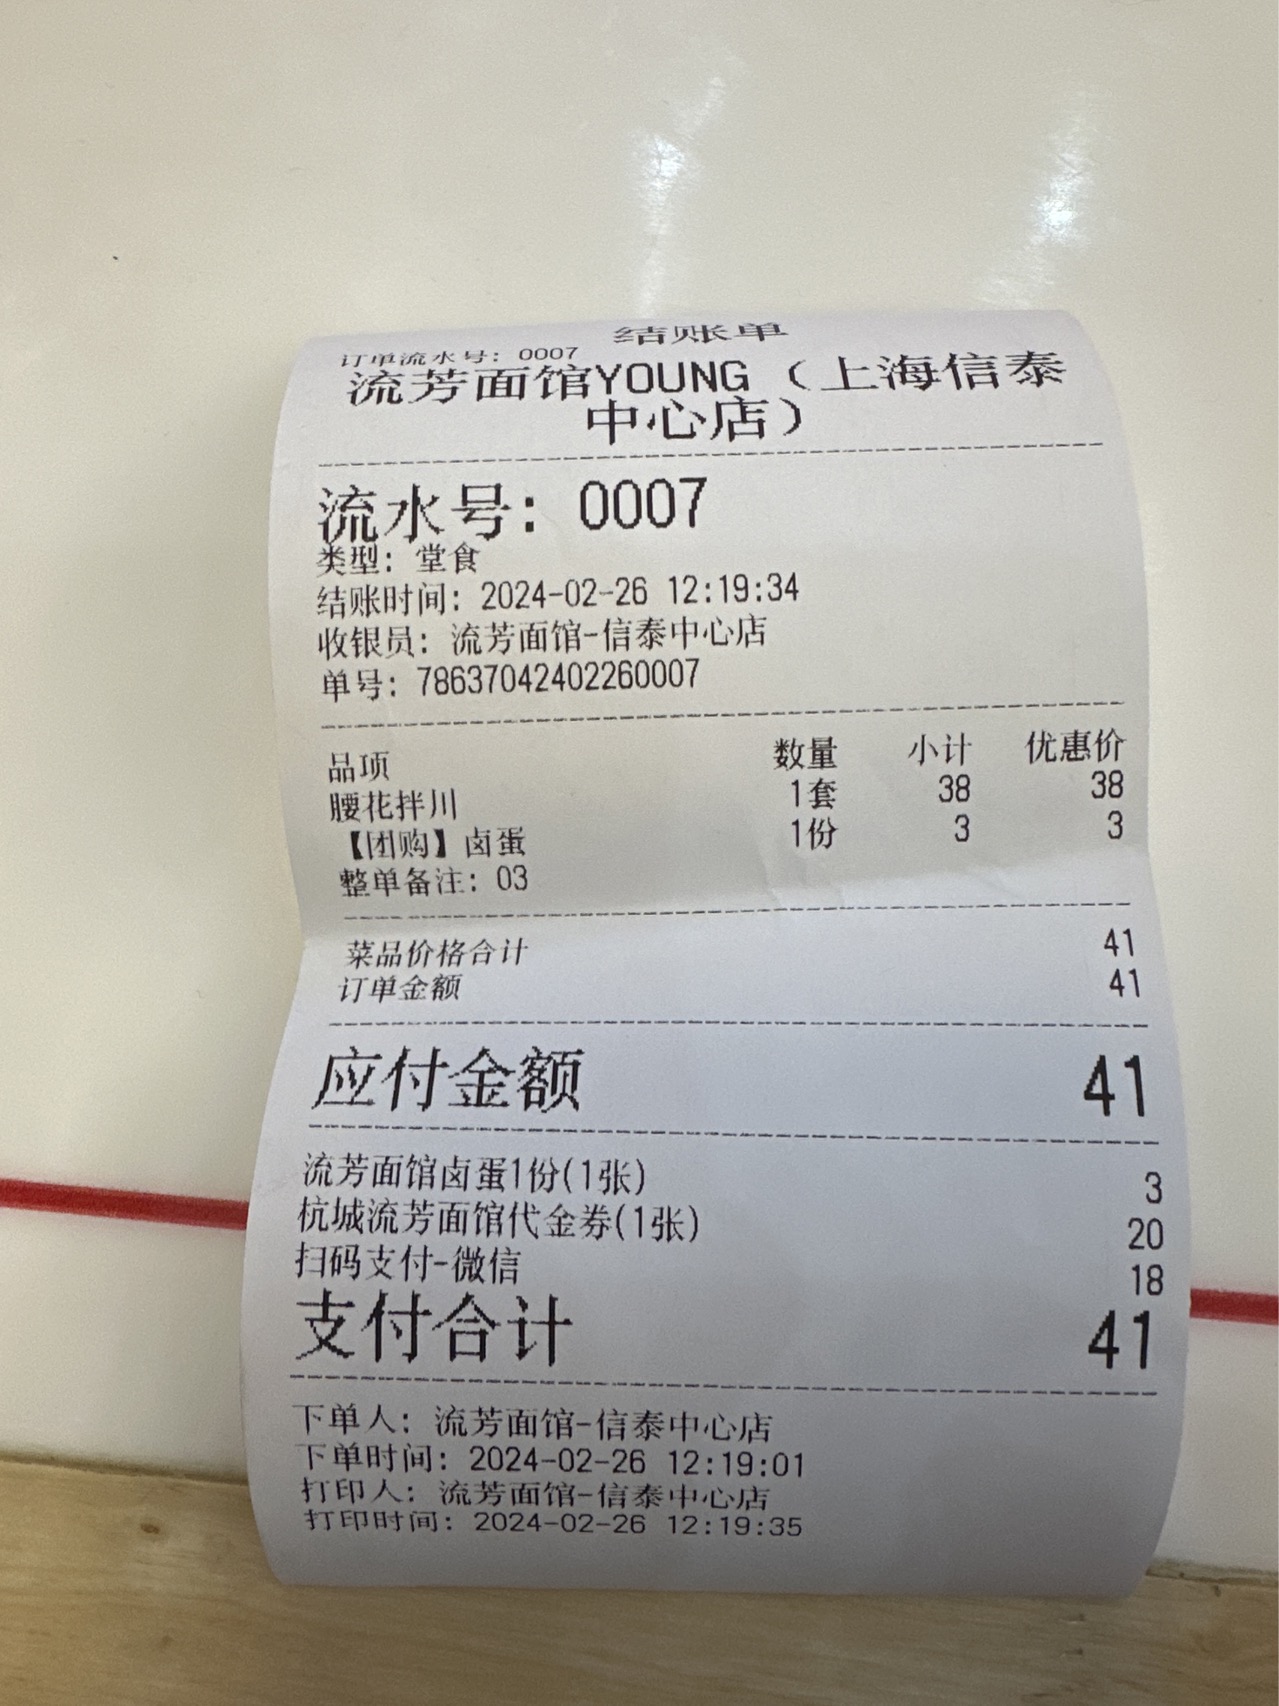 结账单
订单流水号: 0007
流芳面馆YOUNG（上海信泰
中心店）
流水号: 0007
类型: 堂食
结账时间: 2024-02-26 12:19:34
收银员: 流芳面馆-信泰中心店
单号: 78637042402260007
品项 数量 小计 优惠价
腰花拌川 1套 38 38
【团购】卤蛋 1份 3 3
整单备注: 03
菜品价格合计 41
订单金额 41
应付金额 41
流芳面馆卤蛋1份(1张) 3
杭城流芳面馆代金券(1张) 20
扫码支付-微信 18
支付合计 41
下单人: 流芳面馆-信泰中心店
下单时间: 2024-02-26 12:19:01
打印人: 流芳面馆-信泰中心店
打印时间: 2024-02-26 12:19:35